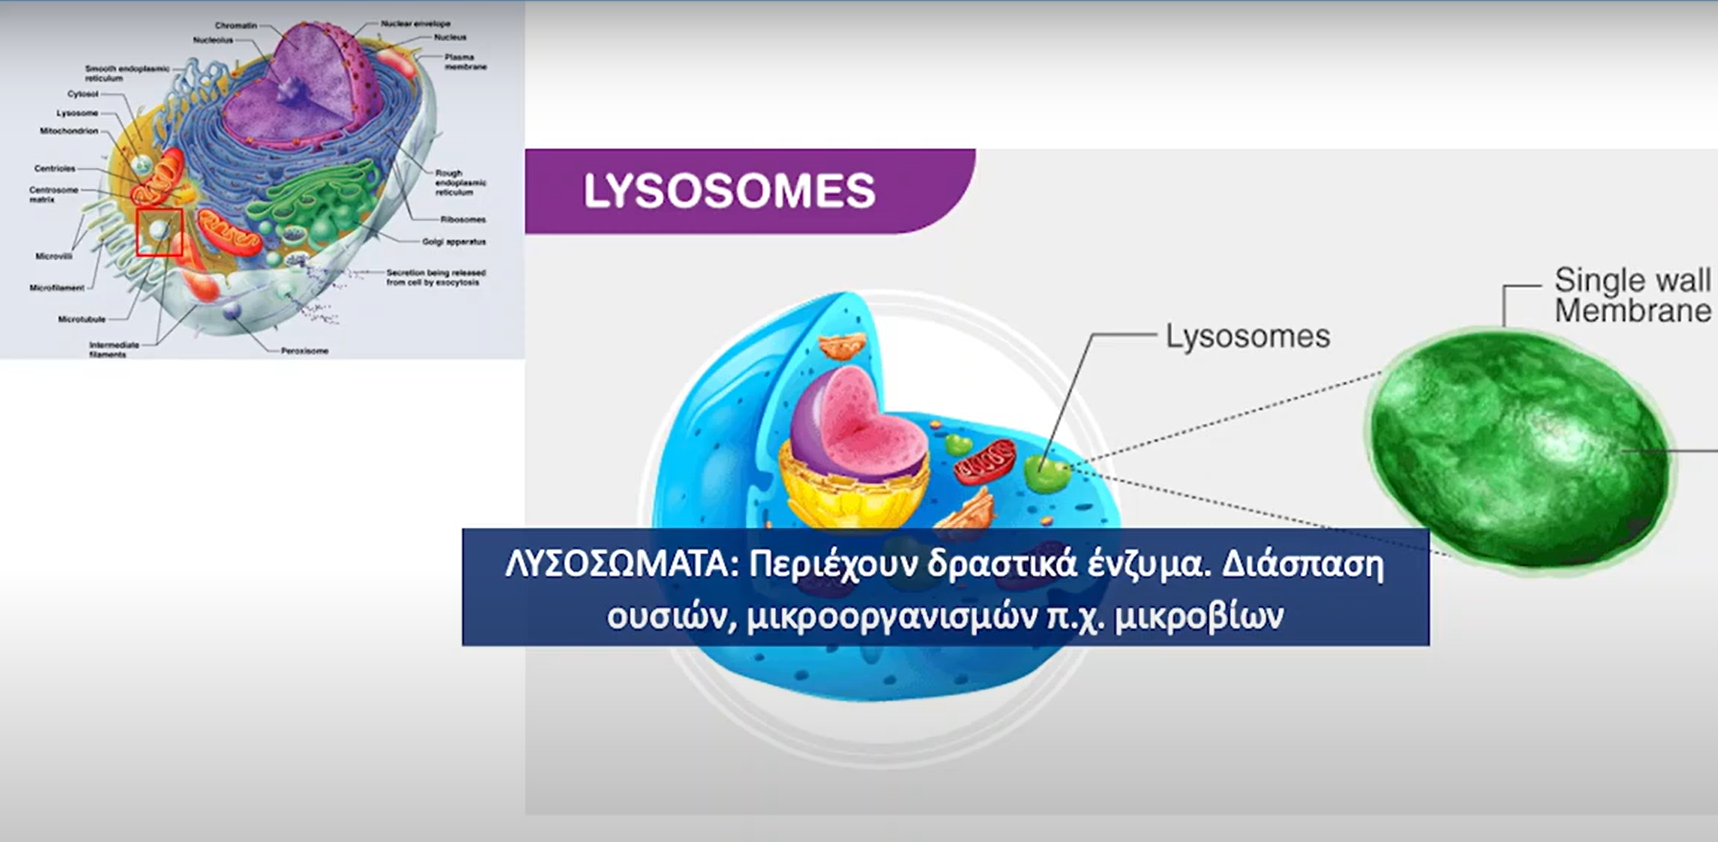 Chromatin
Nucleolus
Nuclear envelope
Nucleus
Plasma
membrane
Smooth endoplasmic
reticulum
Cytosol
Lysosome
Mitochondrion
Centrioles
Centrosome
matrix
Microvilli
Microfilament
Microtubule
Intermediate
filaments
Peroxisome
Rough
endoplasmic
reticulum
Ribosomes
Golgi apparatus
Secretion being released
from cell by exocytosis
LYSOSOMES
Lysosomes
Single wall
Membrane
ΛΥΣΟΣΩΜΑΤΑ: Περιέχουν δραστικά ένζυμα. Διάσπαση
ουσιών, μικροοργανισμών π.χ. μικροβίων